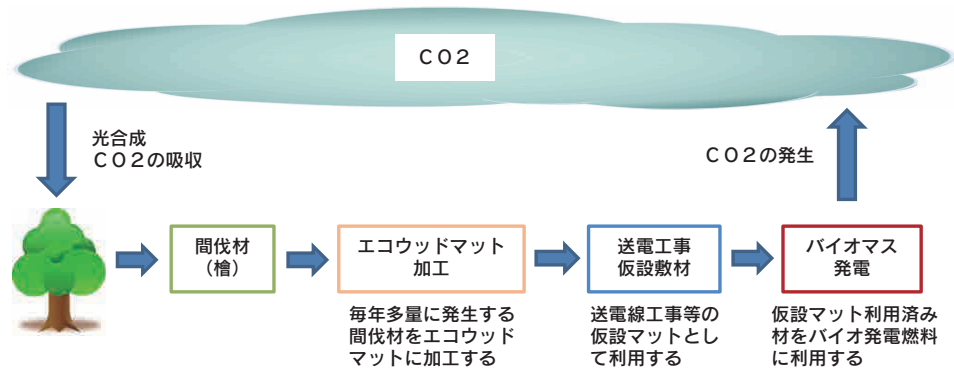 ＣＯ２
光合成
ＣＯ２の吸収
ＣＯ２の発生
間伐材
（檜）
エコウッドマット
加工
送電工事
仮設敷材
バイオマス
発電
毎年多量に発生する
間伐材をエコウッド
マットに加工する
送電線工事等の
仮設マットとし
て利用する
仮設マット利用済み
材をバイオ発電燃料
に利用する